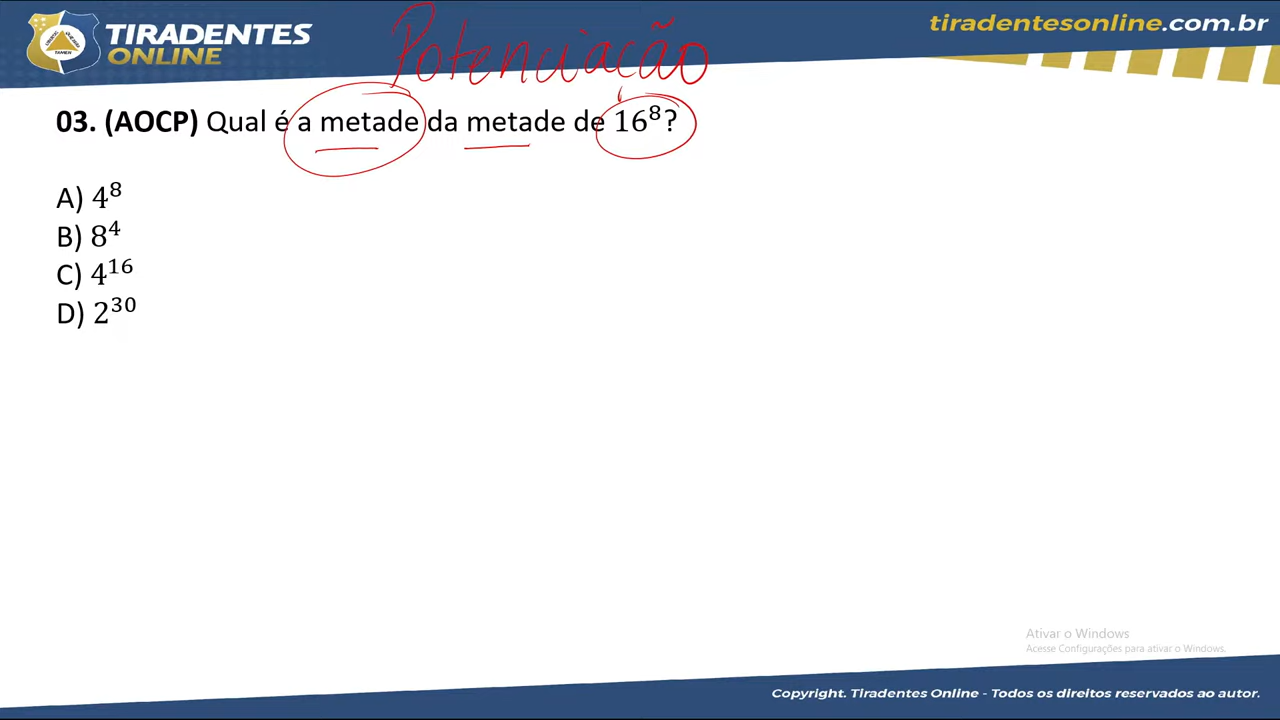 TIRADENTES
ONLINE
tiradentesonline.com.br
Potenciação
03. (AOCP) Qual é a metade da metade de 16⁸?
A) 4⁸
B) 8⁴
C) 4¹⁶
D) 2³⁰
Ativar o Windows
Acesse Configurações para ativar o Windows.
Copyright. Tiradentes Online - Todos os direitos reservados ao autor.